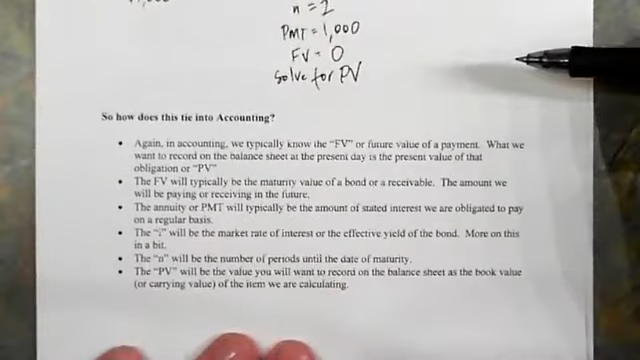 n = 2
PMT = 1,000
FV = 0
Solve for PV
So how does this tie into Accounting?
• Again, in accounting, we typically know the "FV" or future value of a payment. What we
want to record on the balance sheet at the present day is the present value of that
obligation or "PV"
• The FV will typically be the maturity value of a bond or a receivable. The amount we
will be paying or receiving in the future.
• The annuity or PMT will typically be the amount of stated interest we are obligated to pay
on a regular basis.
• The "i" will be the market rate of interest or the effective yield of the bond. More on this
in a bit.
• The "n" will be the number of periods until the date of maturity.
• The "PV" will be the value you will want to record on the balance sheet as the book value
(or carrying value) of the item we are calculating.